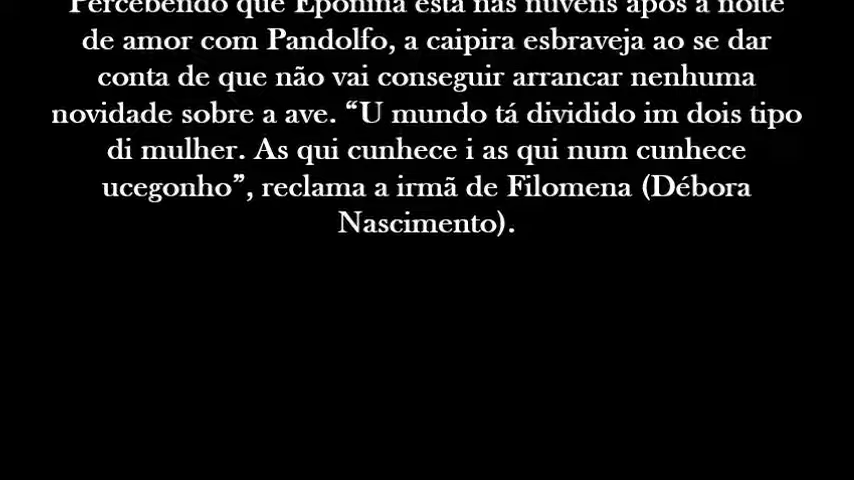 Percebendo que Eponina está nas nuvens após a noite
de amor com Pandolfo, a caipira esbraveja ao se dar
conta de que não vai conseguir arrancar nenhuma
novidade sobre a ave. “U mundo tá dividido im dois tipo
di mulher. As qui cunhece i as qui num cunhece
ucegonho”, reclama a irmã de Filomena (Débora
Nascimento).